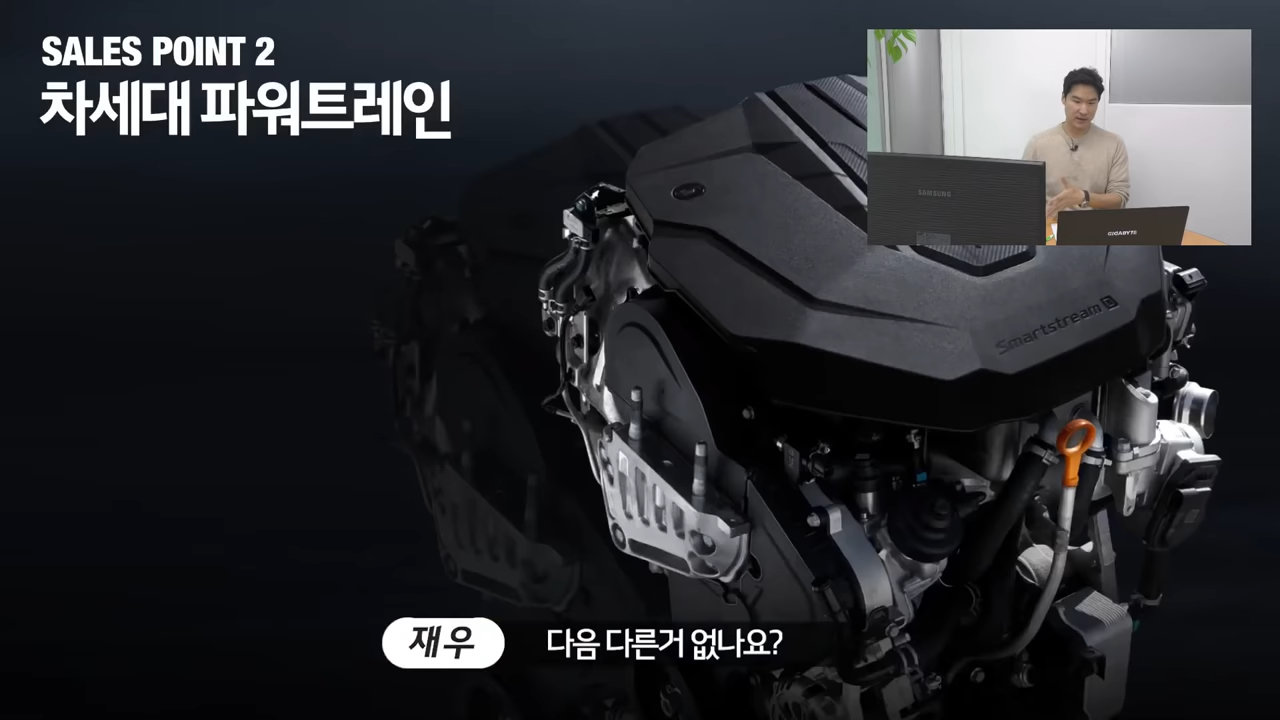 SALES POINT 2
차세대 파워트레인
SAMSUNG
GIGABYTE
Smartstream D
재우
다음 다른거 없나요?